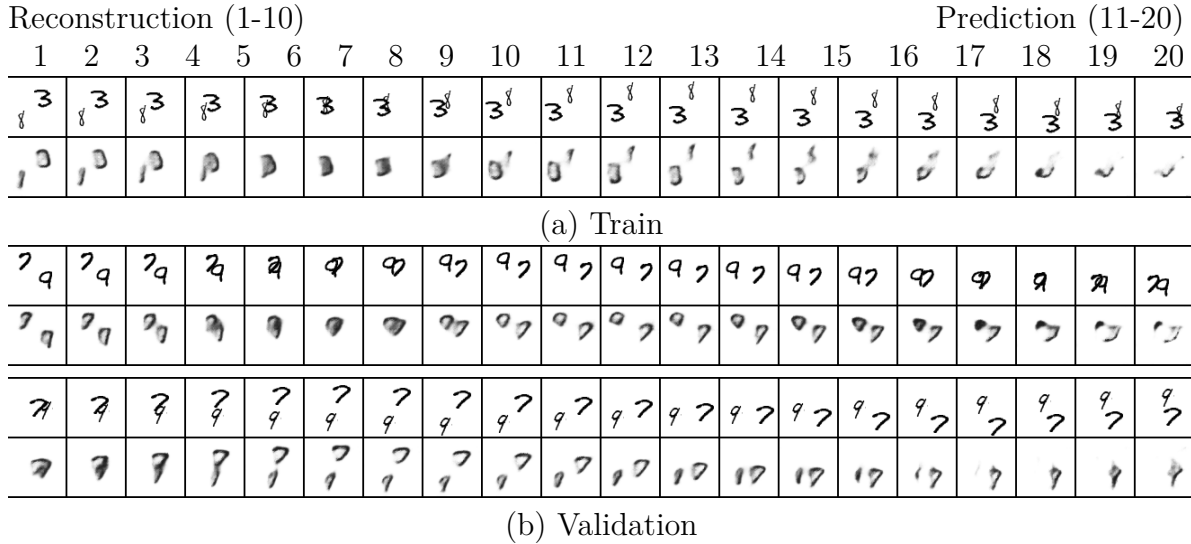 Reconstruction (1-10) Prediction (11-20)
1 2 3 4 5 6 7 8 9 10 11 12 13 14 15 16 17 18 19 20
(a) Train
(b) Validation